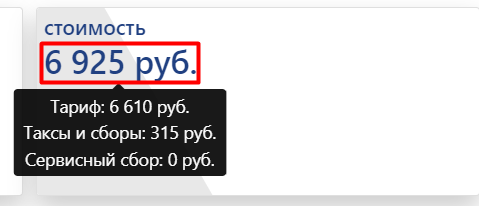 СТОИМОСТЬ
6 925 руб.
Тариф: 6 610 руб.
Таксы и сборы: 315 руб.
Сервисный сбор: 0 руб.